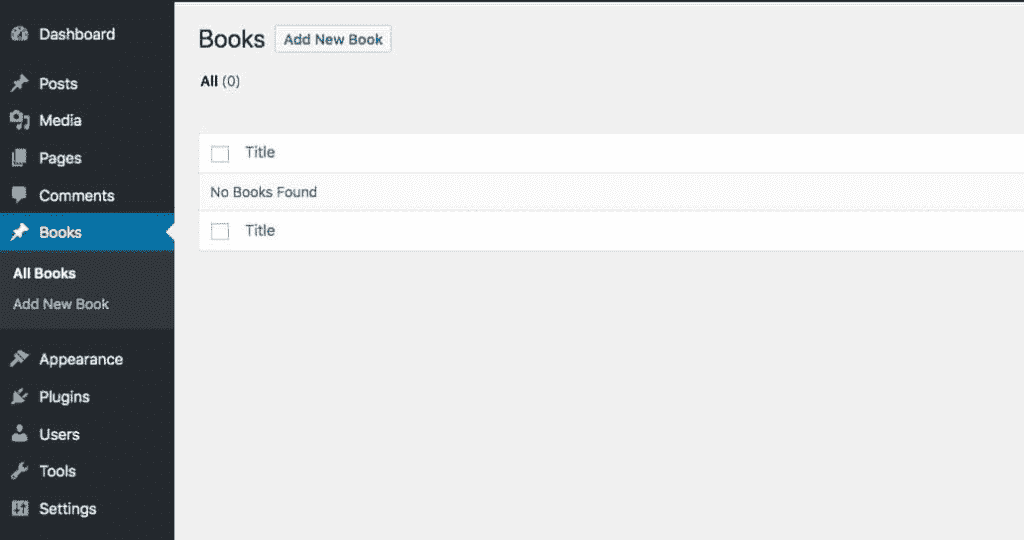 Dashboard
Posts
Media
Pages
Comments
Books
All Books
Add New Book
Appearance
Plugins
Users
Tools
Settings
Books Add New Book
All (0)
Title
No Books Found
Title